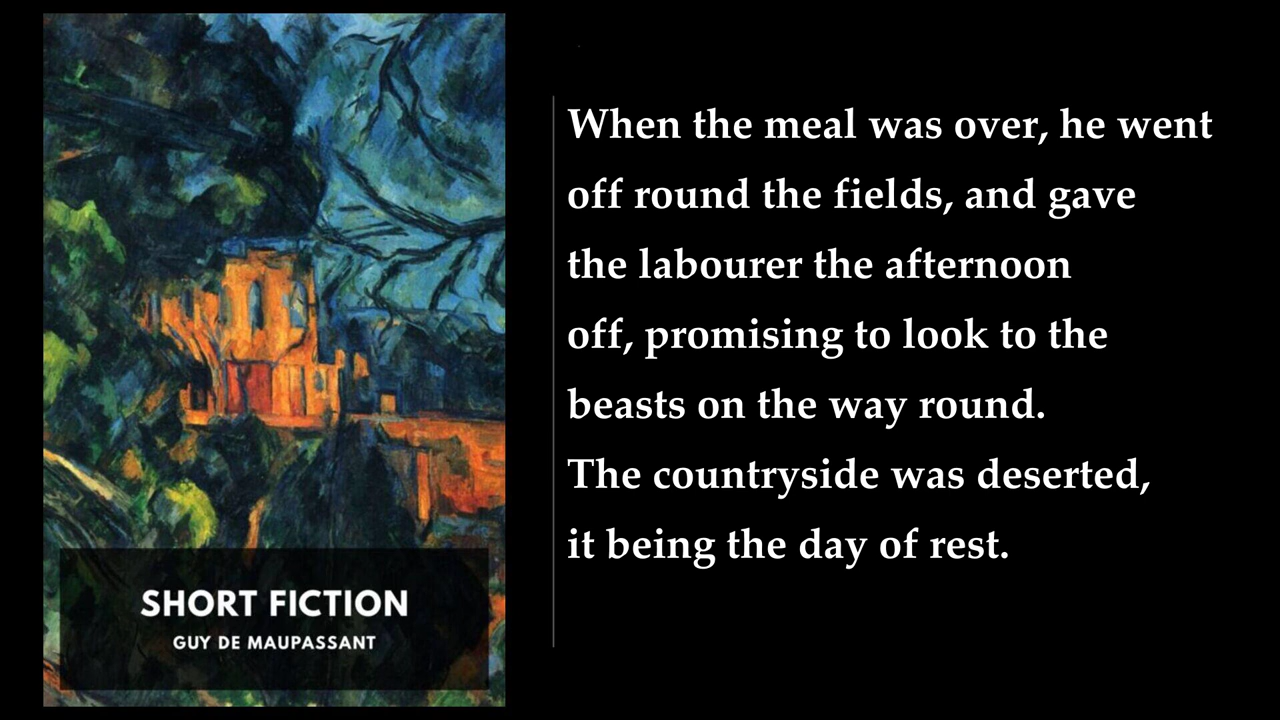 SHORT FICTION
GUY DE MAUPASSANT
When the meal was over, he went
off round the fields, and gave
the labourer the afternoon
off, promising to look to the
beasts on the way round.
The countryside was deserted,
it being the day of rest.